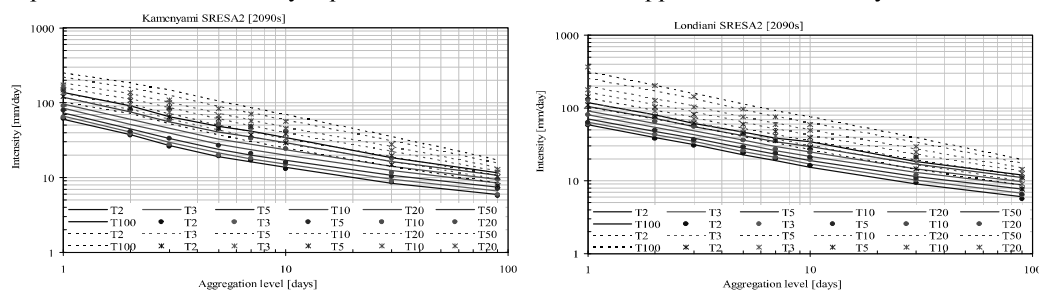 Kamenyami SRESA2 [2090s]
1000
100
10
1
Intensity [mm/day]
T2 T3 T5 T10 T20 T50
T100 T2 T3 T5 T10 T20
T2 T3 T5 T10 T20 T50
T100 T2 T3 T5 T10 T20
1 10 100
Aggregation level [days]
Londiani SRESA2 [2090s]
1000
100
10
1
Intensity [mm/day]
T2 T3 T5 T10 T20 T50
T100 T2 T3 T5 T10 T20
T2 T3 T5 T10 T20 T50
T100 T2 T3 T5 T10 T20
1 10 100
Aggregation level [days]